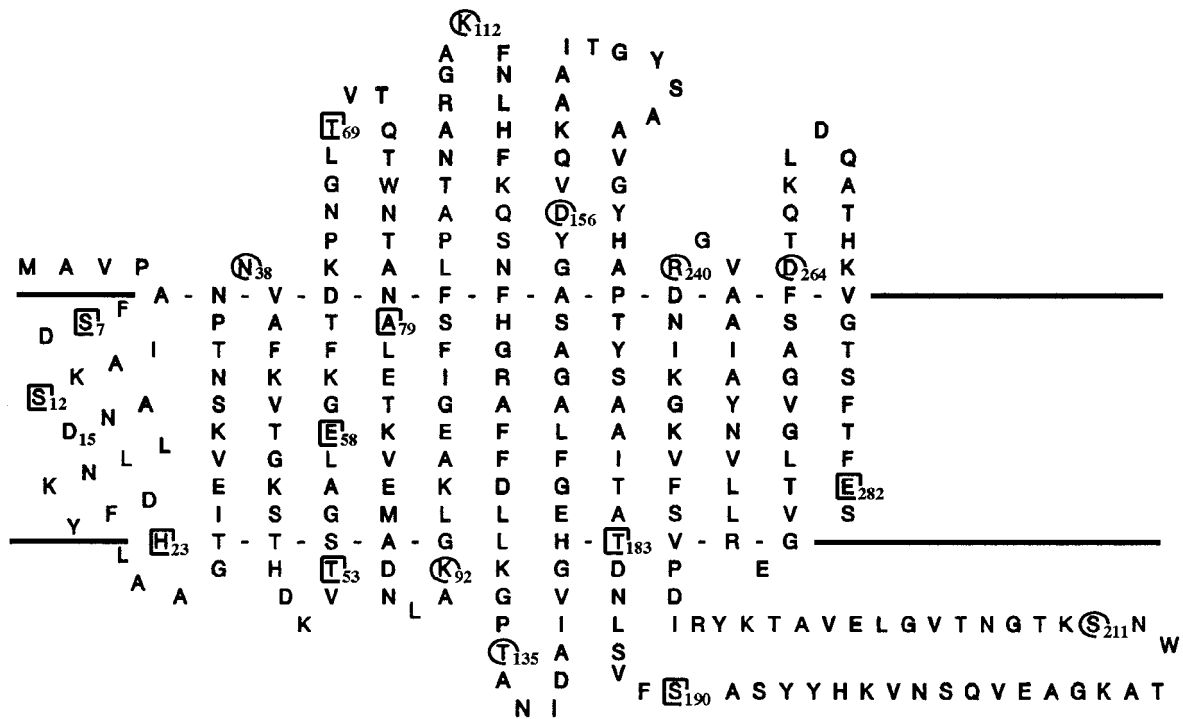 K112
A F I T G Y
G N A S
V T R L A A
T69 Q A H K A D
L T N F Q V L Q
G W T K V G K A
N N A Q D156 Y Q T
P T P S Y H G T H
M A V P N38 K A L N G A R240 V D264 K
A - N - V - D - N - F - F - A - P - D - A - F - V
D S7 F P A T A79 S H S T N A S G
A I T F F L F G A Y I I A T
K N K K E I R G S K A G S
S12 N A S V G T G A A A G Y V F
D15 L L K T E58 K E F L A K N G T
N V G L V A F F I V V L F
K D E K A E K D G T F L T E282
Y F I S G M L L E A S L V S
L H23 T - T - S - A - G - L - H - T183 - V - R - G
A G H T53 D K92 K G D P E
A D V N L A G V N D
K P I L I R Y K T A V E L G V T N G T K S211 N
W
T135 A S
A D V F S190 A S Y Y H K V N S Q V E A G K A T
N I